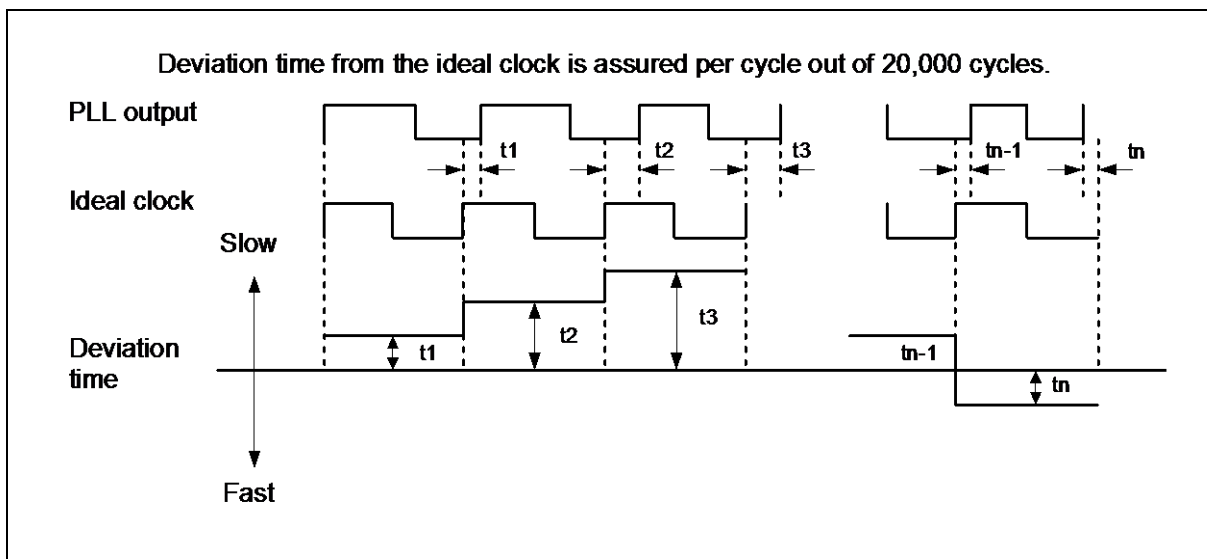 Deviation time from the ideal clock is assured per cycle out of 20,000 cycles.
PLL output
t1
t2
t3
tn-1
tn
Ideal clock
Slow
Deviation
time
t1
t2
t3
tn-1
tn
Fast